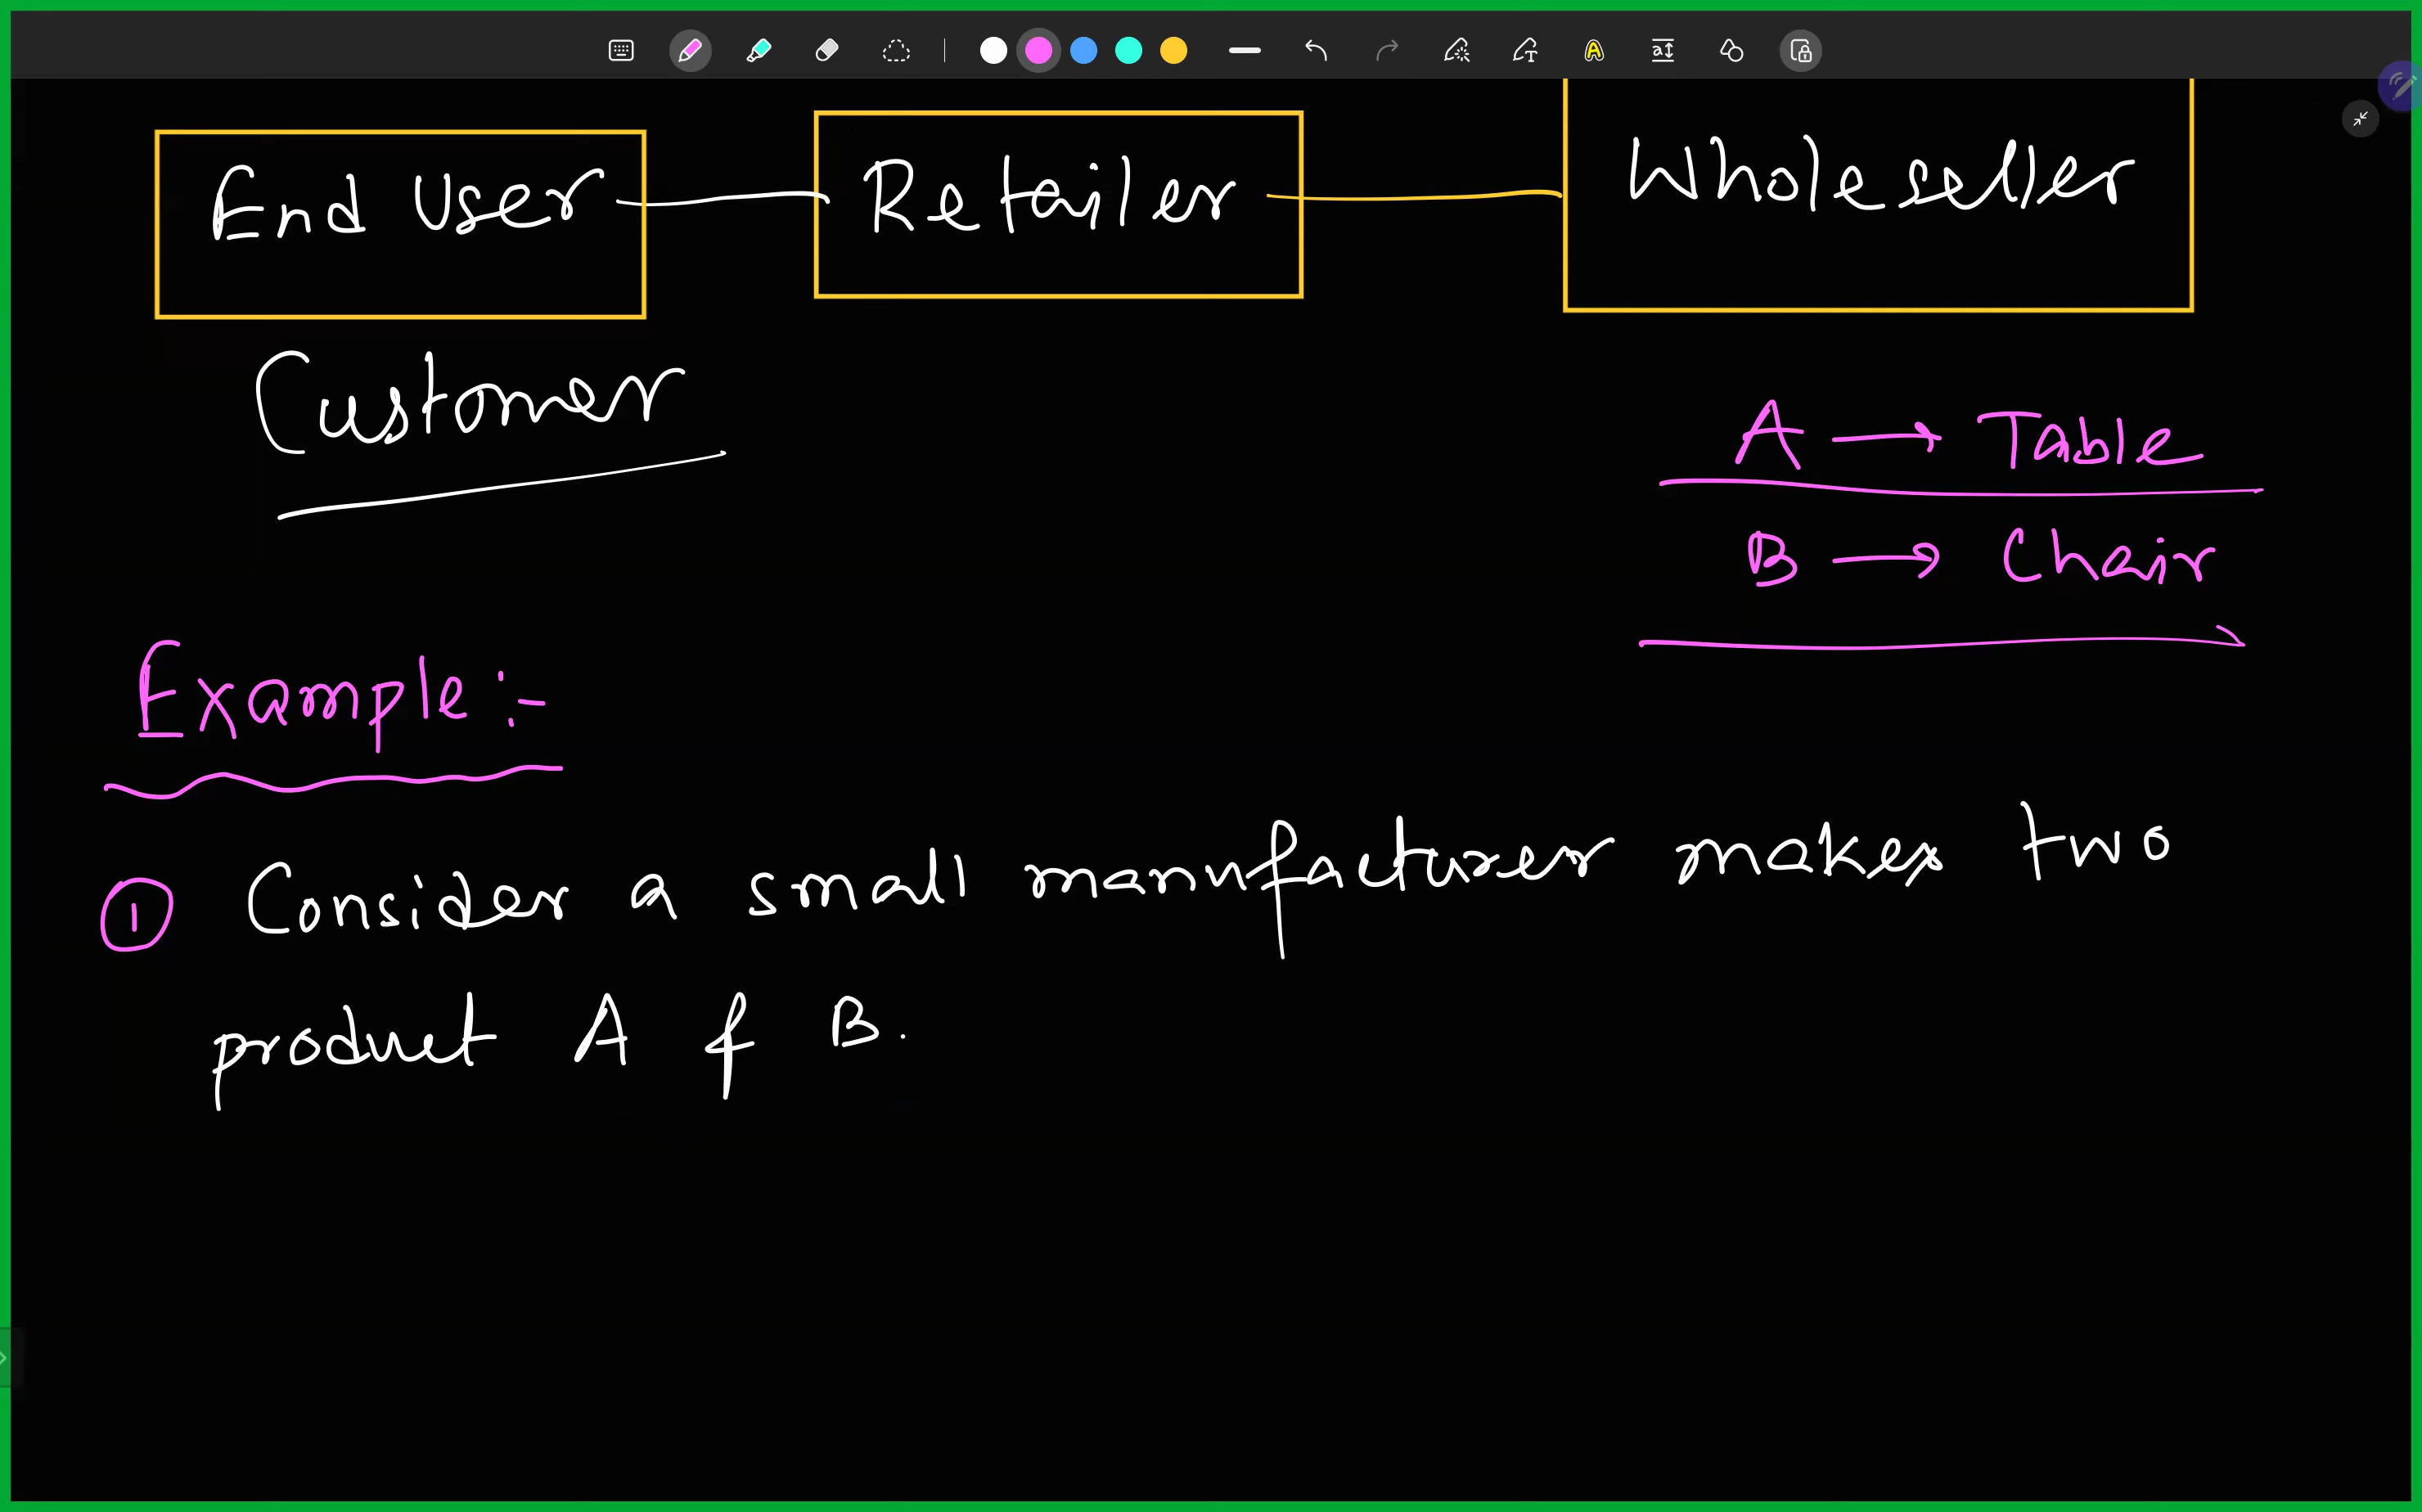 End User Retailer Wholeseller
Customer
A → Table
B → Chair
Example :-
① Consider a small manufacturer makes two
product A & B.